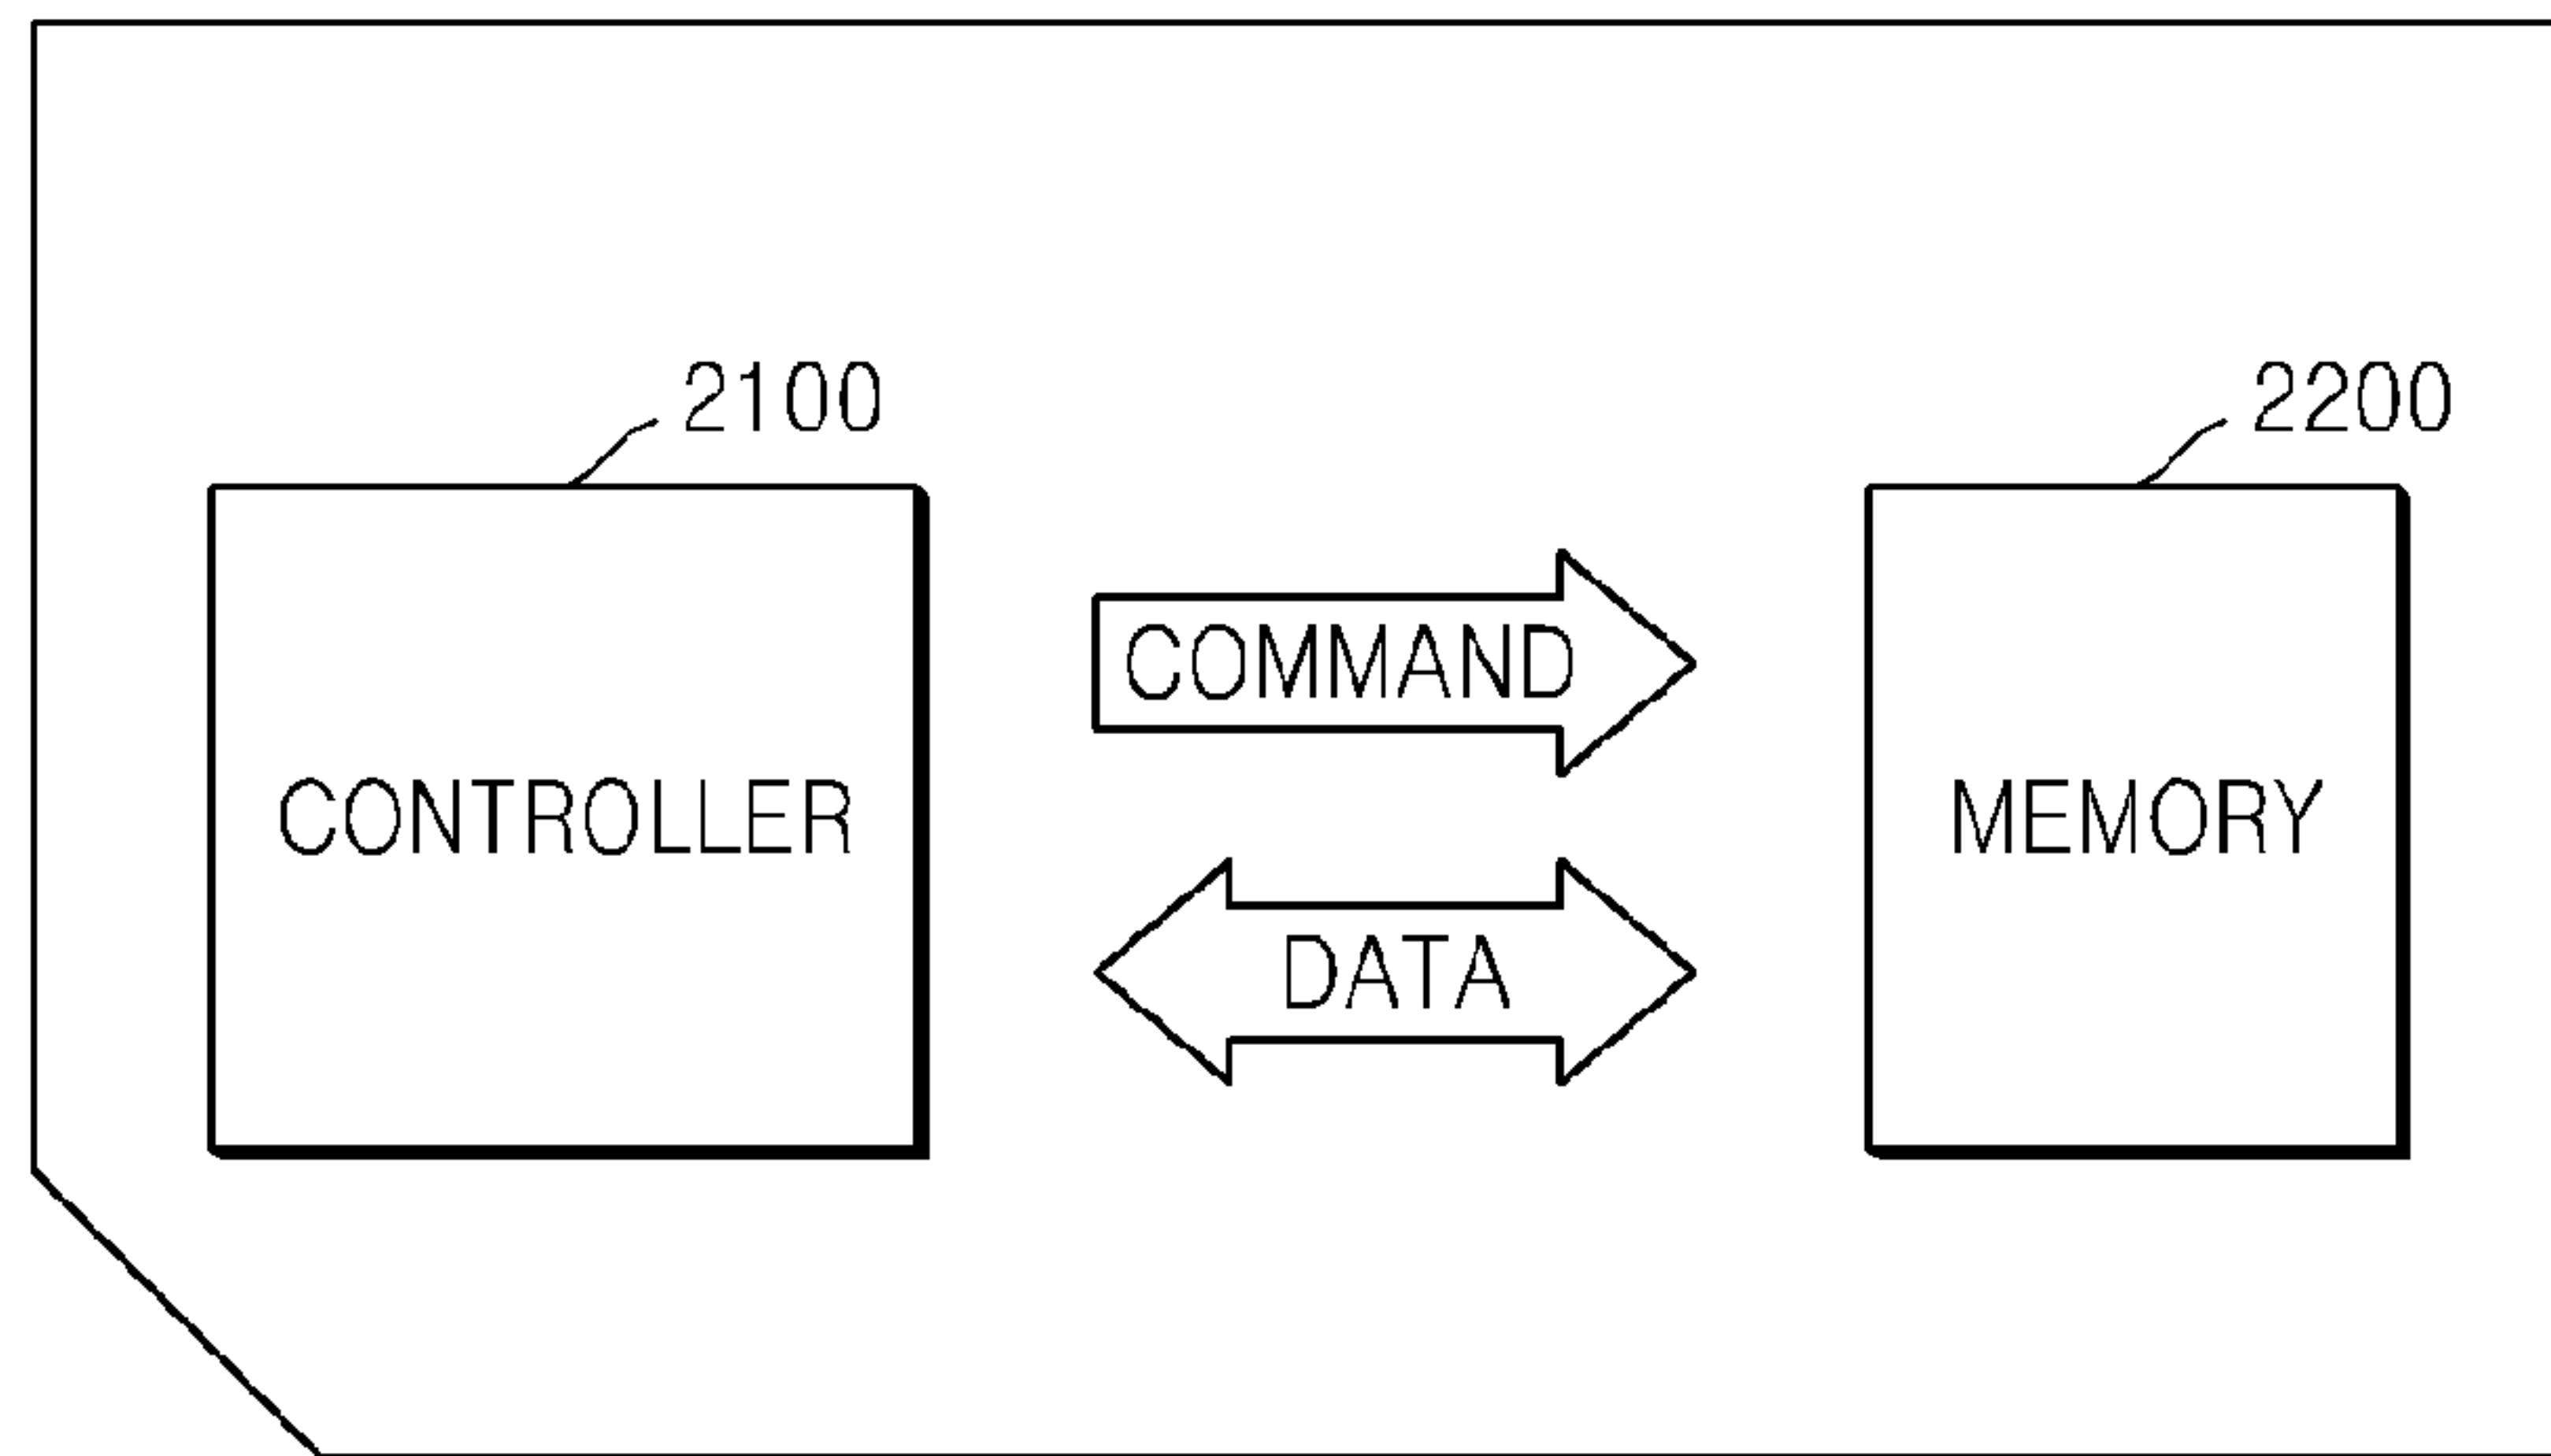 2100
2200
COMMAND
CONTROLLER
MEMORY
DATA